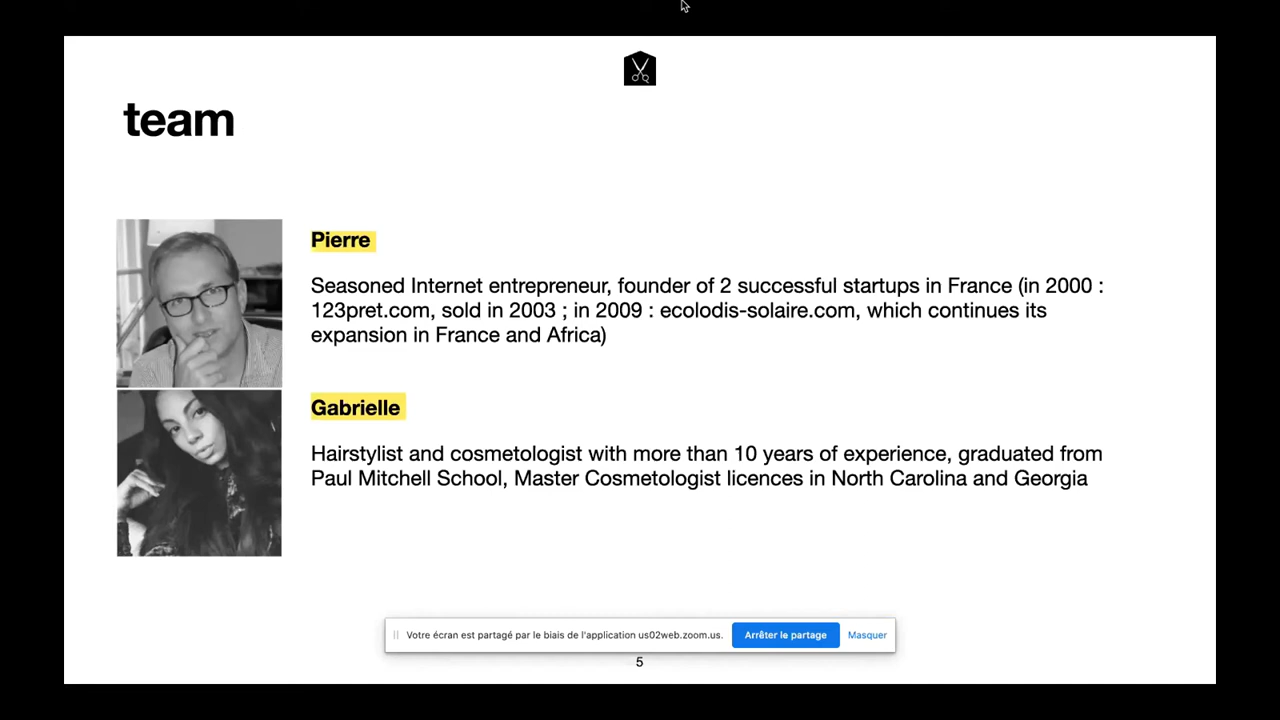 team
Pierre
Seasoned Internet entrepreneur, founder of 2 successful startups in France (in 2000 :
123pret.com, sold in 2003 ; in 2009 : ecolodis-solaire.com, which continues its
expansion in France and Africa)
Gabrielle
Hairstylist and cosmetologist with more than 10 years of experience, graduated from
Paul Mitchell School, Master Cosmetologist licences in North Carolina and Georgia
Votre écran est partagé par le biais de l'application us02web.zoom.us. Arrêter le partage Masquer
5